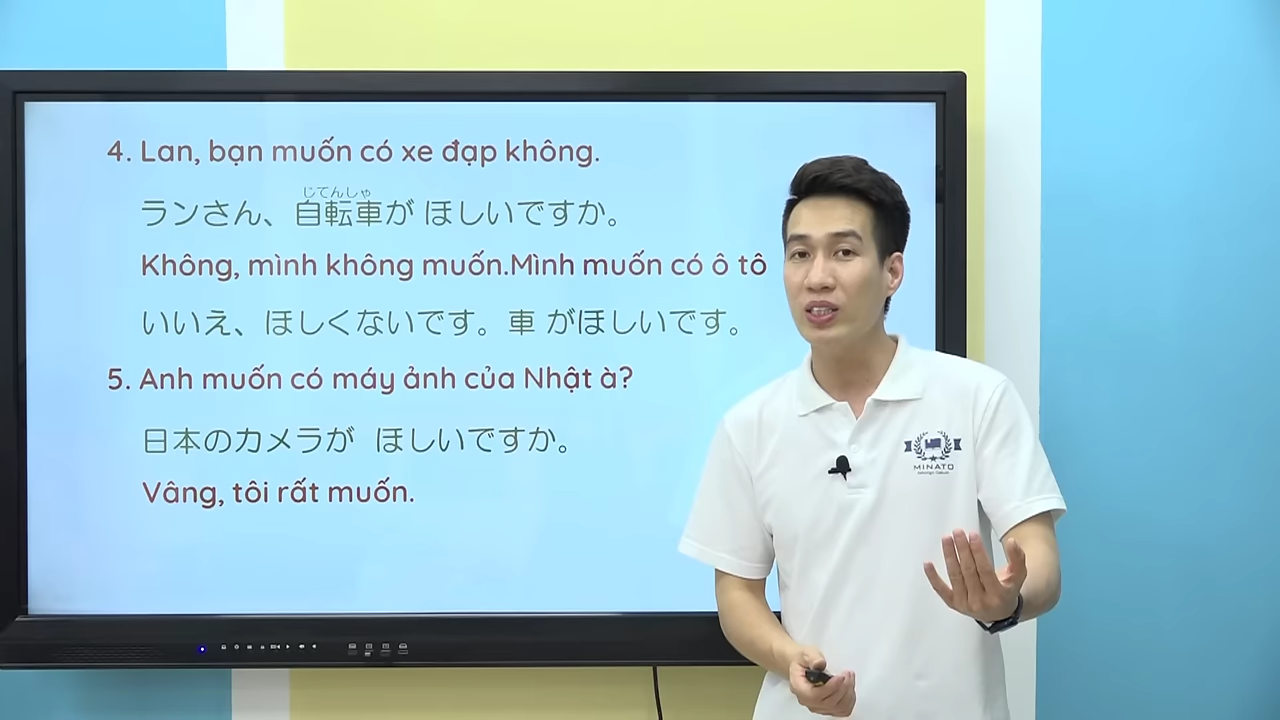 4. Lan, bạn muốn có xe đạp không.
じてんしゃ
ランさん、自転車が ほしいですか。
Không, mình không muốn.Mình muốn có ô tô
いいえ、ほしくないです。車 がほしいです。
5. Anh muốn có máy ảnh của Nhật à?
日本のカメラが ほしいですか。
Vâng, tôi rất muốn.
MINATO